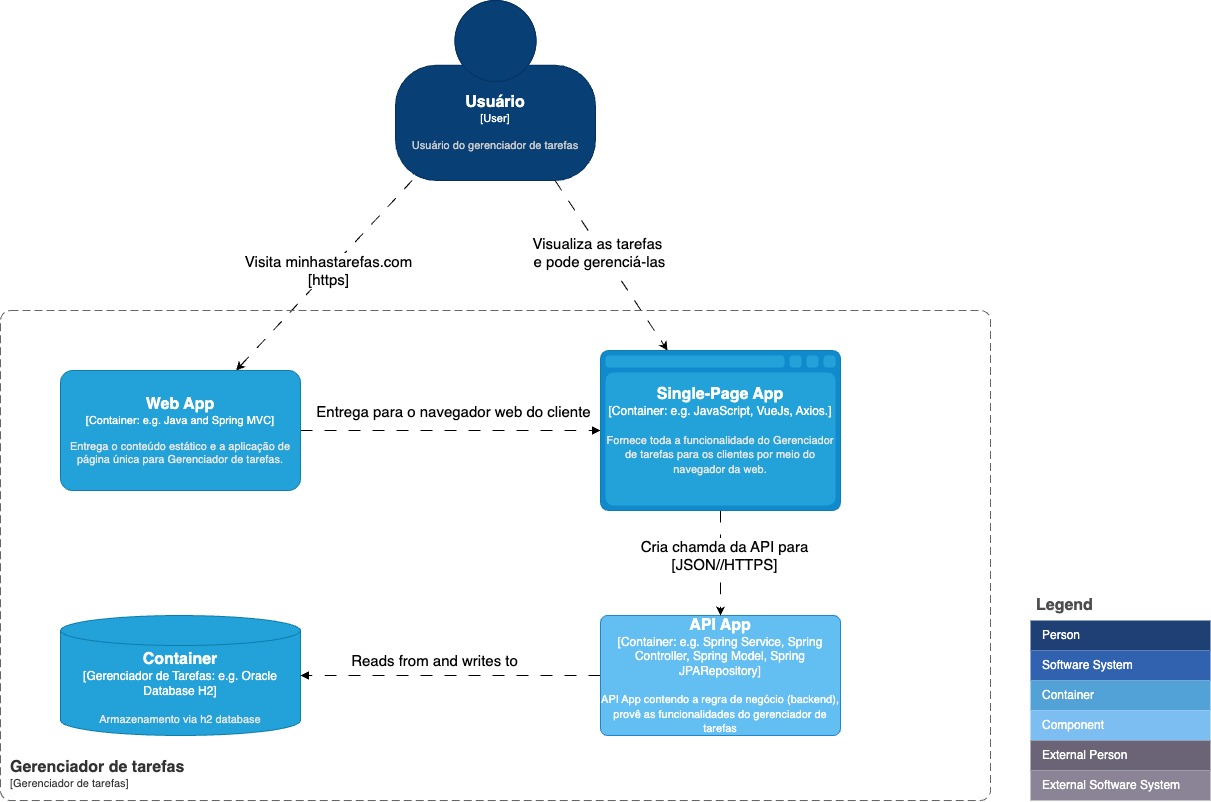 Usuário
[User]
Usuário do gerenciador de tarefas
Visita minhastarefas.com
[https]
Visualiza as tarefas
e pode gerenciá-las
Web App
[Container: e.g. Java and Spring MVC]
Entrega o conteúdo estático e a aplicação de
página única para Gerenciador de tarefas.
Entrega para o navegador web do cliente
Single-Page App
[Container: e.g. JavaScript, VueJs, Axios.]
Fornece toda a funcionalidade do Gerenciador
de tarefas para os clientes por meio do
navegador da web.
Cria chamda da API para
[JSON//HTTPS]
Container
[Gerenciador de Tarefas: e.g. Oracle
Database H2]
Armazenamento via h2 database
Reads from and writes to
API App
[Container: e.g. Spring Service, Spring
Controller, Spring Model, Spring
JPARepository]
API App contendo a regra de negócio (backend),
provê as funcionalidades do gerenciador de
tarefas
Gerenciador de tarefas
[Gerenciador de tarefas]
Legend
Person
Software System
Container
Component
External Person
External Software System